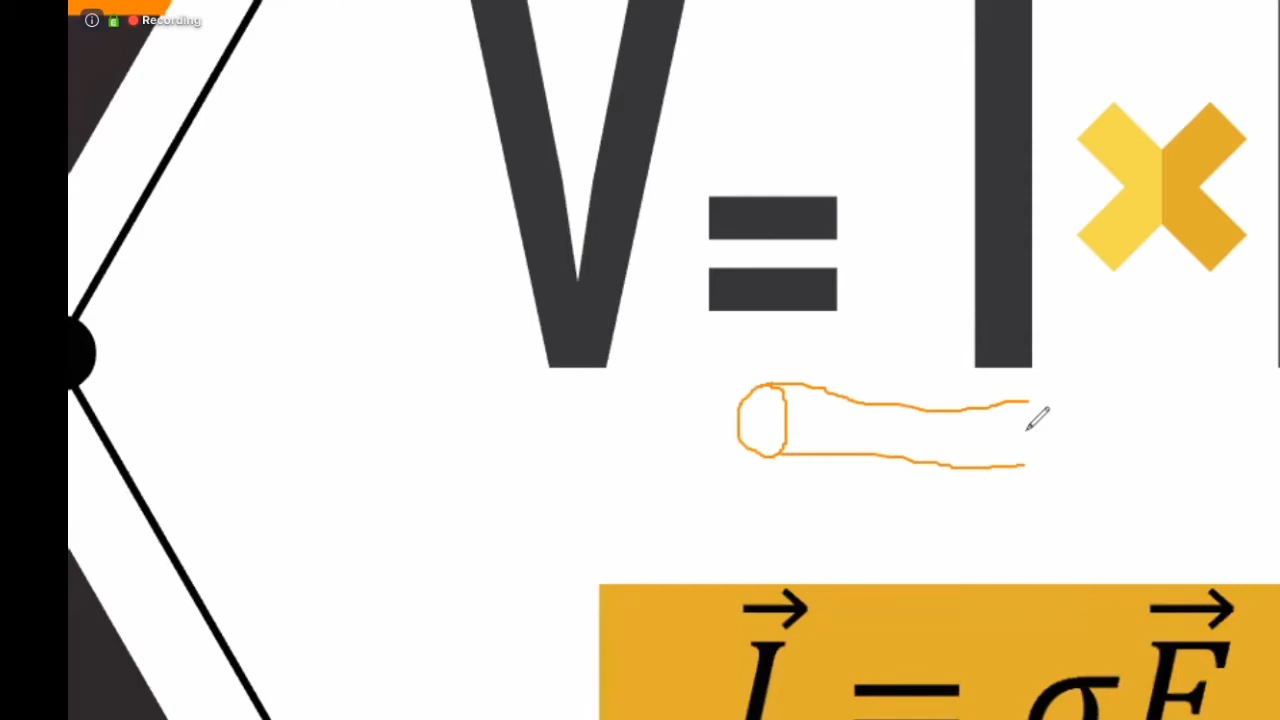 Recording
V = I ×
J⃗ = σE⃗